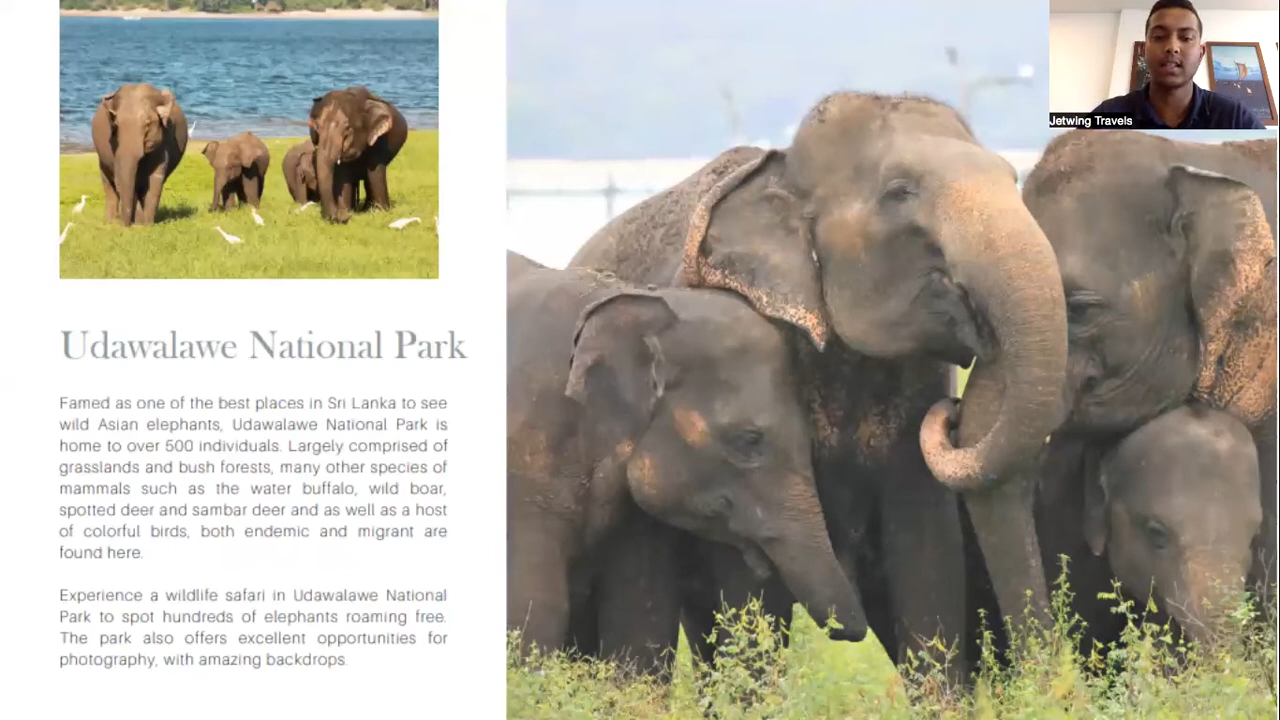 Jetwing Travels
Udawalawe National Park
Famed as one of the best places in Sri Lanka to see
wild Asian elephants, Udawalawe National Park is
home to over 500 individuals. Largely comprised of
grasslands and bush forests, many other species of
mammals such as the water buffalo, wild boar,
spotted deer and sambar deer and as well as a host
of colorful birds, both endemic and migrant are
found here.
Experience a wildlife safari in Udawalawe National
Park to spot hundreds of elephants roaming free.
The park also offers excellent opportunities for
photography, with amazing backdrops.